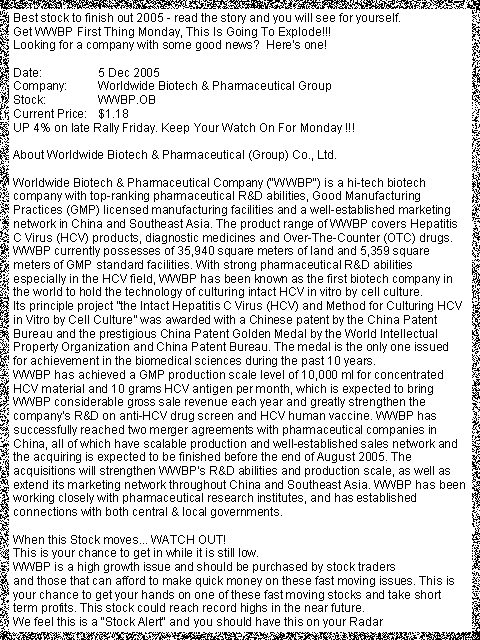 Best stock to finish out 2005 - read the story and you will see for yourself.
Get WWBP First Thing Monday, This Is Going To Explode!!!
Looking for a company with some good news?  Here's one!
Date: 5 Dec 2005
Company: Worldwide Biotech & Pharmaceutical Group
Stock: WWBP.OB
Current Price: $1.18
UP 4% on late Rally Friday. Keep Your Watch On For Monday !!!
About Worldwide Biotech & Pharmaceutical (Group) Co., Ltd.
Worldwide Biotech & Pharmaceutical Company ("WWBP") is a hi-tech biotech
company with top-ranking pharmaceutical R&D abilities, Good Manufacturing
Practices (GMP) licensed manufacturing facilities and a well-established marketing
network in China and Southeast Asia. The product range of WWBP covers Hepatitis
C Virus (HCV) products, diagnostic medicines and Over-The-Counter (OTC) drugs.
WWBP currently possesses of 35,940 square meters of land and 5,359 square
meters of GMP standard facilities. With strong pharmaceutical R&D abilities
especially in the HCV field, WWBP has been known as the first biotech company in
the world to hold the technology of culturing intact HCV in vitro by cell culture.
Its principle project "the Intact Hepatitis C Virus (HCV) and Method for Culturing HCV
in Vitro by Cell Culture" was awarded with a Chinese patent by the China Patent
Bureau and the prestigious China Patent Golden Medal by the World Intellectual
Property Organization and China Patent Bureau. The medal is the only one issued
for achievement in the biomedical sciences during the past 10 years.
WWBP has achieved a GMP production scale level of 10,000 ml for concentrated
HCV material and 10 grams HCV antigen per month, which is expected to bring
WWBP considerable gross sale revenue each year and greatly strengthen the
company's R&D on anti-HCV drug screen and HCV human vaccine. WWBP has
successfully reached two merger agreements with pharmaceutical companies in
China, all of which have scalable production and well-established sales network and
the acquiring is expected to be finished before the end of August 2005. The
acquisitions will strengthen WWBP's R&D abilities and production scale, as well as
extend its marketing network throughout China and Southeast Asia. WWBP has been
working closely with pharmaceutical research institutes, and has established
connections with both central & local governments.
When this Stock moves... WATCH OUT!
This is your chance to get in while it is still low.
WWBP is a high growth issue and should be purchased by stock traders
and those that can afford to make quick money on these fast moving issues. This is
your chance to get your hands on one of these fast moving stocks and take short
term profits. This stock could reach record highs in the near future.
We feel this is a "Stock Alert" and you should have this on your Radar